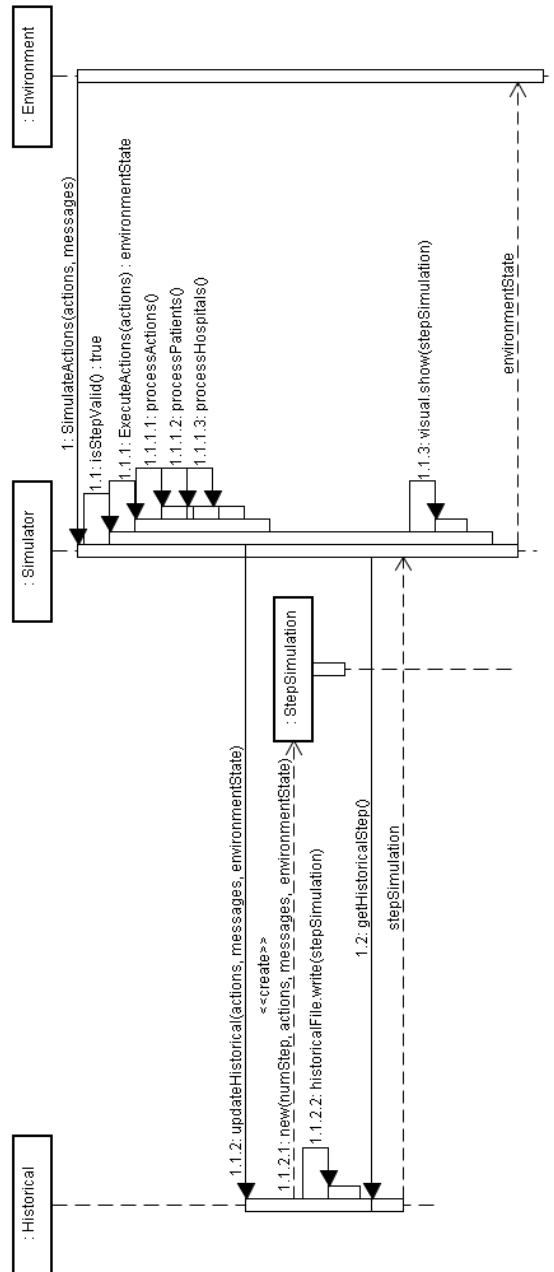 : Historical
: Simulator
: Environment
1: SimulateActions(actions, messages)
1.1: isStepValid() : true
1.1.1: ExecuteActions(actions) : environmentState
1.1.1.1: processActions()
1.1.1.2: processPatients()
1.1.1.3: processHospitals()
1.1.2: updateHistorical(actions, messages, environmentState)
<<create>>
1.1.2.1: new(numStep, actions, messages, environmentState)
: StepSimulation
1.1.2.2: historicalFile.write(stepSimulation)
1.2: getHistoricalStep()
stepSimulation
1.1.3: visual.show(stepSimulation)
environmentState